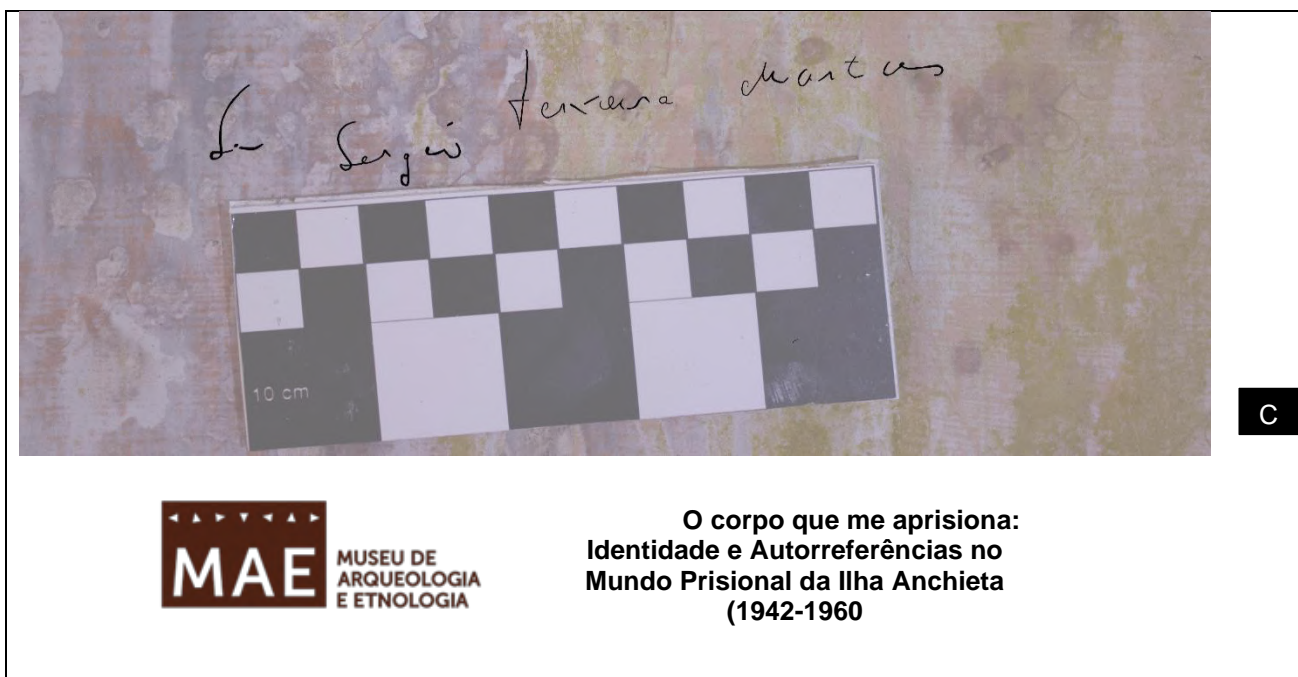 Sergio Martins
10 cm
C
MAE
MUSEU DE
ARQUEOLOGIA
E ETNOLOGIA
O corpo que me aprisiona:
Identidade e Autorreferências no
Mundo Prisional da Ilha Anchieta
(1942-1960